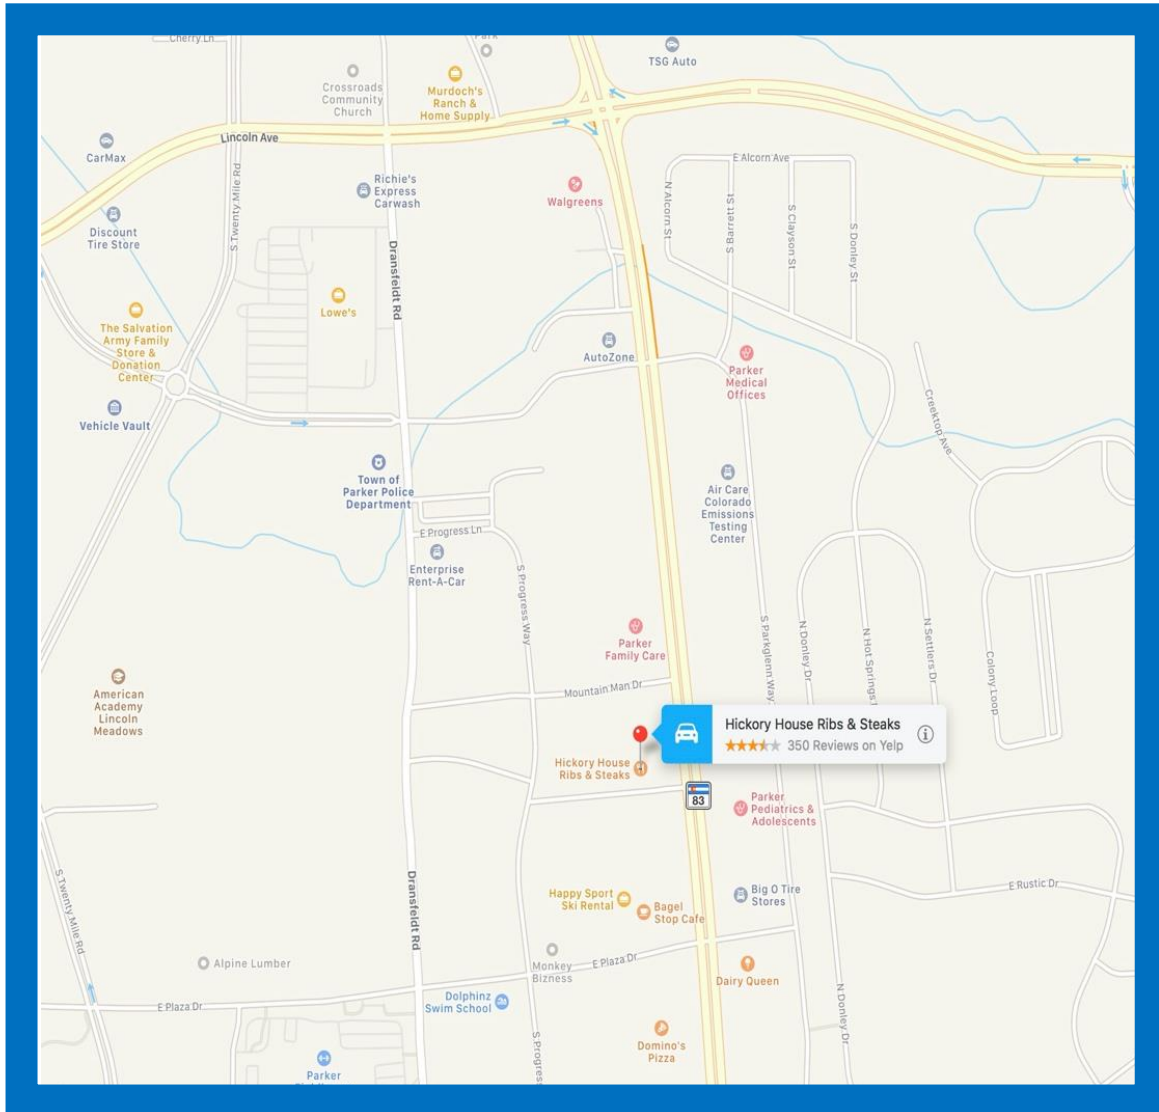 Cherry Ln
Park
TSG Auto
Crossroads
Community
Church
Murdoch's
Ranch &
Home Supply
Lincoln Ave
CarMax
E Alcorn Ave
Richie's
Express
Carwash
Walgreens
S Twenty Mile Rd
N Alcorn St
S Barrett St
S Clayson St
S Donley St
Discount
Tire Store
Dransfeldt Rd
Lowe's
The Salvation
Army Family
Store &
Donation
Center
AutoZone
Parker
Medical
Offices
Vehicle Vault
Creektop Ave
Town of
Parker Police
Department
Air Care
Colorado
Emissions
Testing
Center
E Progress Ln
Enterprise
Rent-A-Car
S Progress Way
Parker
Family Care
S Parkglenn Way
N Donley Dr
N Hot Springs
N Settlers Dr
Colony Loop
American
Academy
Lincoln
Meadows
Mountain Man Dr
Hickory House Ribs & Steaks
350 Reviews on Yelp
Hickory House
Ribs & Steaks
83
Parker
Pediatrics &
Adolescents
S Twenty Mile Rd
Dransfeldt Rd
Happy Sport
Ski Rental
Bagel
Stop Cafe
Big O Tire
Stores
E Rustic Dr
Alpine Lumber
Monkey
Bizness
E Plaza Dr
Dairy Queen
E Plaza Dr
Dolphinz
Swim School
N Donley Dr
S Progres
Domino's
Pizza
Parker